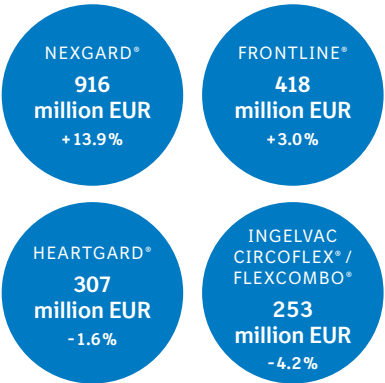 NEXGARD®
916
million EUR
+13.9%
FRONTLINE®
418
million EUR
+3.0%
HEARTGARD®
307
million EUR
-1.6%
INGELVAC
CIRCOFLEX® /
FLEXCOMBO®
253
million EUR
-4.2%